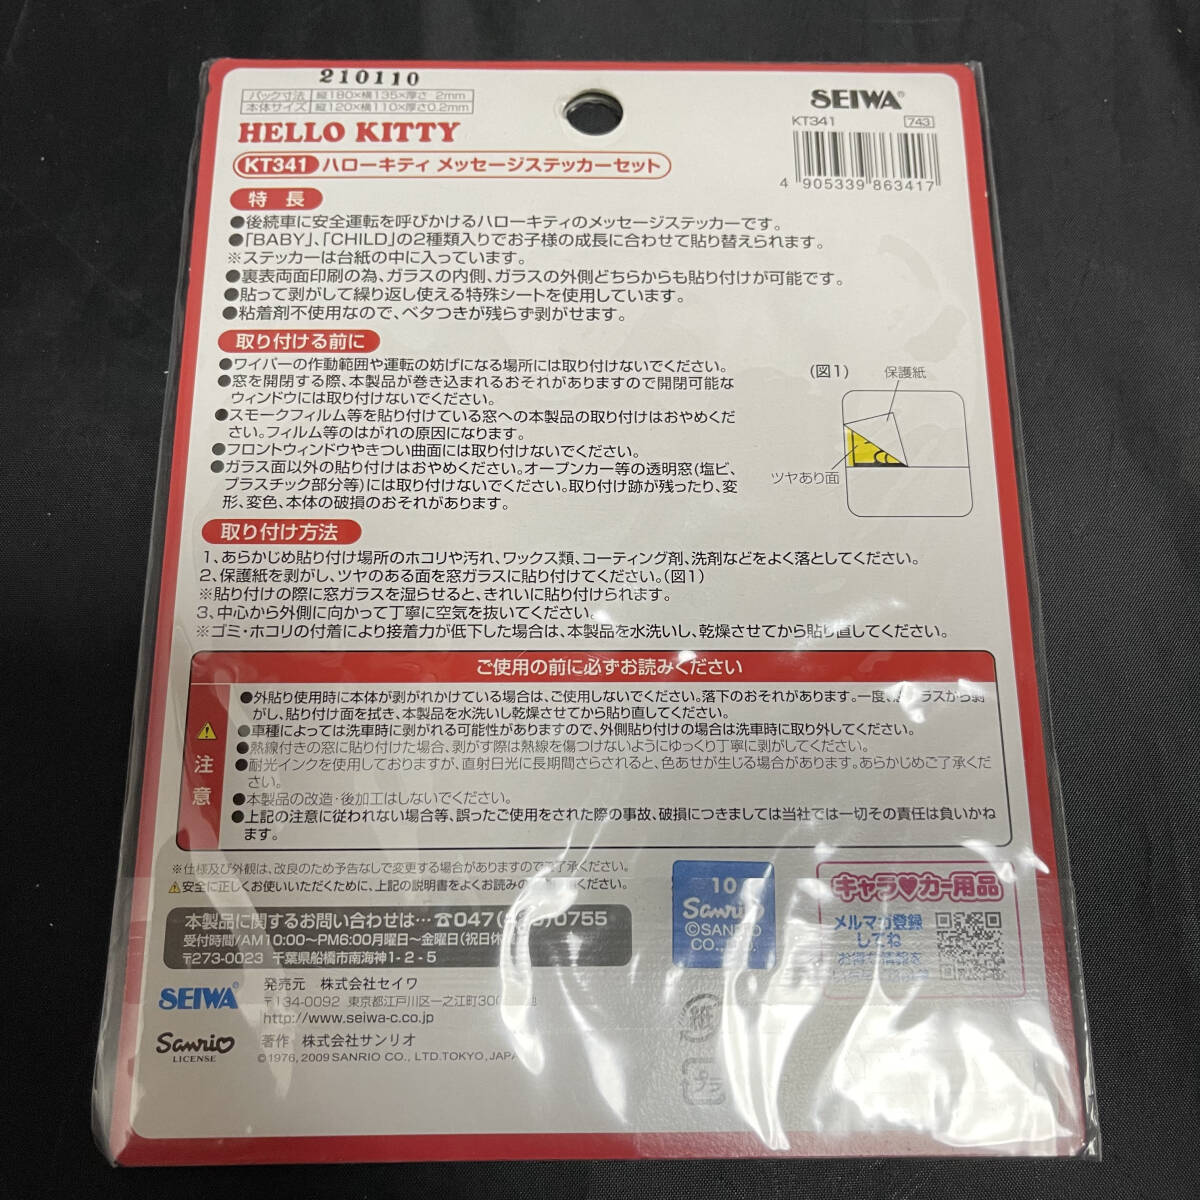 210110
パック寸法 縦180×横135×厚さ 2mm
本体サイズ 縦120×横110×厚さ0.2mm
HELLO KITTY
KT341 ハローキティ メッセージステッカーセット
SEIWA®
KT341 743
4 905339 863417
特 長
●後続車に安全運転を呼びかけるハローキティのメッセージステッカーです。
●「BABY」、「CHILD」の2種類入りでお子様の成長に合わせて貼り替えられます。
※ステッカーは台紙の中に入っています。
●裏表両面印刷の為、ガラスの内側、ガラスの外側どちらからも貼り付けが可能です。
●貼って剥がして繰り返し使える特殊シートを使用しています。
●粘着剤不使用なので、ベタつきが残らず剥がせます。
取り付ける前に
●ワイパーの作動範囲や運転の妨げになる場所には取り付けないでください。
●窓を開閉する際、本製品が巻き込まれるおそれがありますので開閉可能な
ウィンドウには取り付けないでください。
●スモークフィルム等を貼り付けている窓への本製品の取り付けはおやめくだ
さい。フィルム等のはがれの原因になります。
●フロントウィンドウやきつい曲面には取り付けないでください。
●ガラス面以外の貼り付けはおやめください。オープンカー等の透明窓(塩ビ、
プラスチック部分等)には取り付けないでください。取り付け跡が残ったり、変
形、変色、本体の破損のおそれがあります。
(図1)
保護紙
ツヤあり面
取り付け方法
1、あらかじめ貼り付け場所のホコリや汚れ、ワックス類、コーティング剤、洗剤などをよく落としてください。
2、保護紙を剥がし、ツヤのある面を窓ガラスに貼り付けてください。(図1)
※貼り付けの際に窓ガラスを湿らせると、きれいに貼り付けられます。
3、中心から外側に向かって丁寧に空気を抜いてください。
※ゴミ・ホコリの付着により接着力が低下した場合は、本製品を水洗いし、乾燥させてから貼り直してください。
ご使用の前に必ずお読みください
注意
●外貼り使用時に本体が剥がれかけている場合は、ご使用しないでください。落下のおそれがあります。一度、ガラスから剥
がし、貼り付け面を拭き、本製品を水洗いし乾燥させてから貼り直してください。
●車種によっては洗車時に剥がれる可能性がありますので、外側貼り付けの場合は洗車時に取り外してください。
●熱線付きの窓に貼り付けた場合、剥がす際は熱線を傷つけないようにゆっくり丁寧に剥がしてください。
●耐光インクを使用しておりますが、直射日光に長期間さらされると、色あせが生じる場合があります。あらかじめご了承くだ
さい。
●本製品の改造・後加工はしないでください。
●上記の注意に従われない場合等、誤ったご使用をされた際の事故、破損につきましては当社では一切その責任は負いかね
ます。
※仕様及び外観は、改良のため予告なしで変更する場合がありますのでご了承ください。
⚠安全に正しくお使いいただくために、上記の説明書をよくお読みの ください。
本製品に関するお問い合わせは…☎047( )0755
受付時間/AM10:00〜PM6:00月曜日〜金曜日(祝日休
〒273-0023 千葉県船橋市南海神1-2-5
10
Sanrio
©SANRIO
CO.,
キャラ♥カー用品
メルマガ登録
してね
SEIWA
発売元 株式会社セイワ
〒134-0092 東京都江戸川区一之江町300
http://www.seiwa-c.co.jp
Sanrio
LICENSE
著作 株式会社サンリオ
©1976, 2009 SANRIO CO., LTD.TOKYO, JAPA
紙
プラ